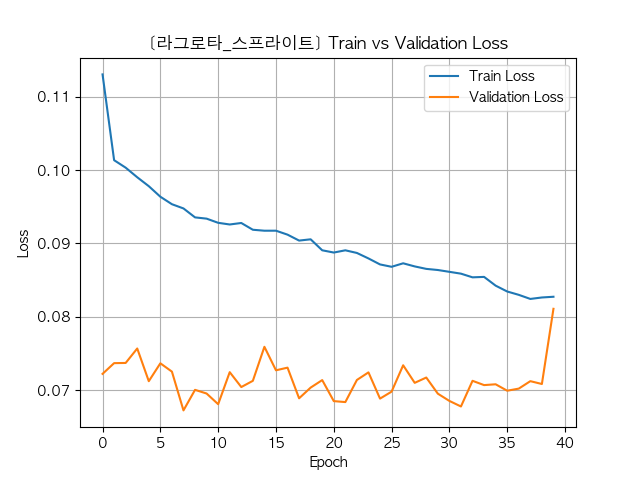 [라그로타_스프라이트] Train vs Validation Loss
Train Loss
Validation Loss
Loss
0.11
0.10
0.09
0.08
0.07
0 5 10 15 20 25 30 35 40
Epoch